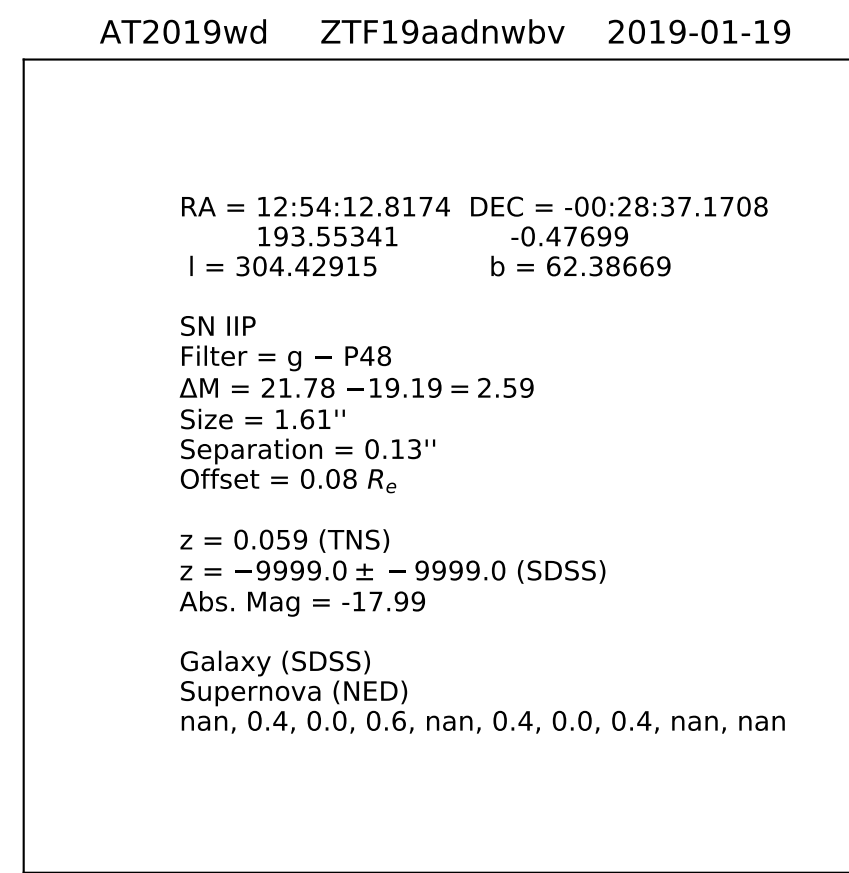 AT2019wd ZTF19aadnwbv 2019-01-19
RA = 12:54:12.8174 DEC = -00:28:37.1708
193.55341 -0.47699
l = 304.42915 b = 62.38669
SN IIP
Filter = g − P48
ΔM = 21.78 −19.19 = 2.59
Size = 1.61''
Separation = 0.13''
Offset = 0.08 Re
z = 0.059 (TNS)
z = −9999.0 ± −9999.0 (SDSS)
Abs. Mag = -17.99
Galaxy (SDSS)
Supernova (NED)
nan, 0.4, 0.0, 0.6, nan, 0.4, 0.0, 0.4, nan, nan